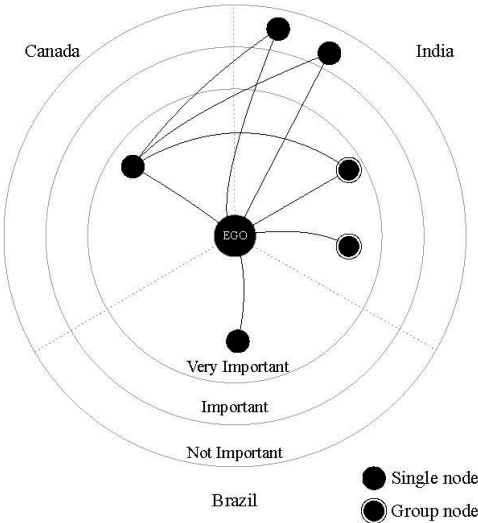 Canada
India
EGO
Very Important
Important
Not Important
Brazil
Single node
Group node